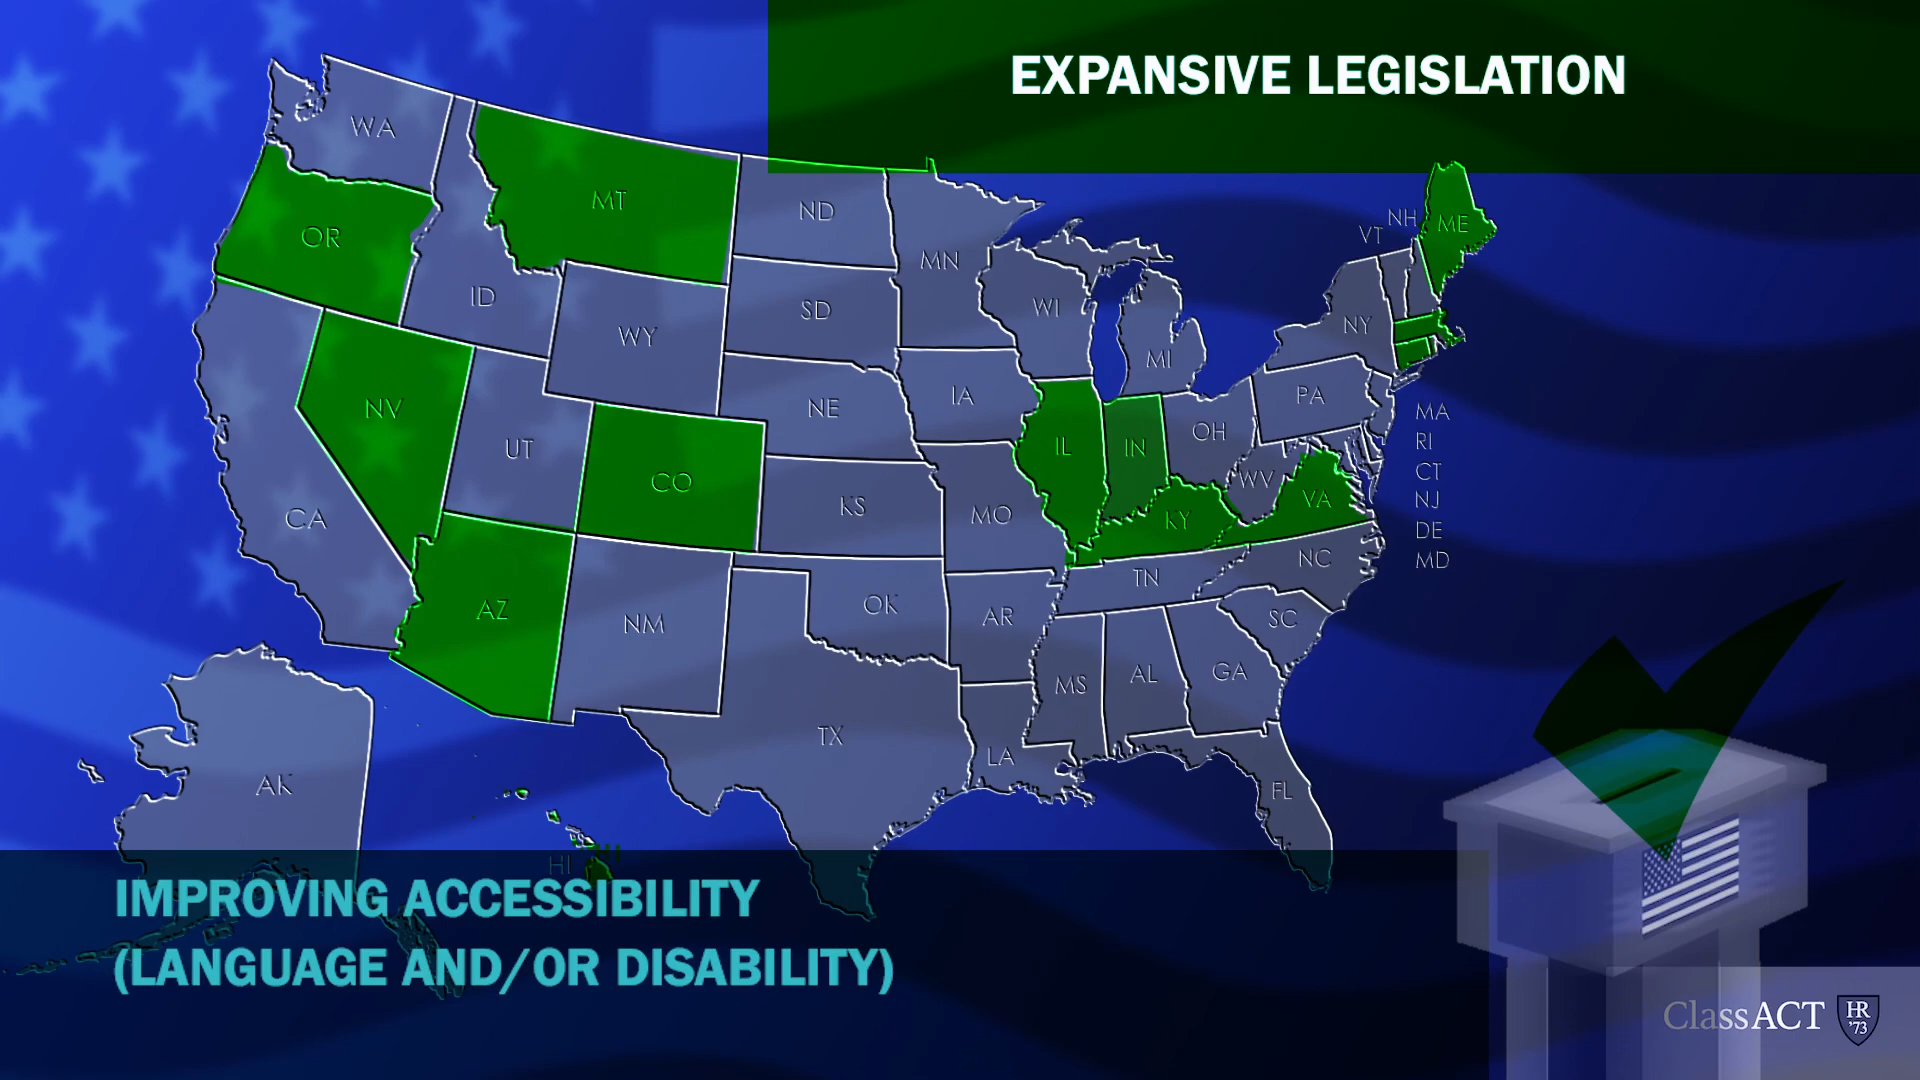 EXPANSIVE LEGISLATION
WA
MT
ND
MN
NH
ME
VT
OR
ID
SD
WI
NY
WY
MI
NV
NE
IA
PA
UT
CO
IL
IN
OH
MA
RI
CT
NJ
DE
MD
CA
KS
MO
WV
VA
KY
NC
TN
AZ
NM
OK
AR
SC
MS
AL
GA
TX
LA
FL
AK
HI
IMPROVING ACCESSIBILITY
(LANGUAGE AND/OR DISABILITY)
ClassACT
HR
'73